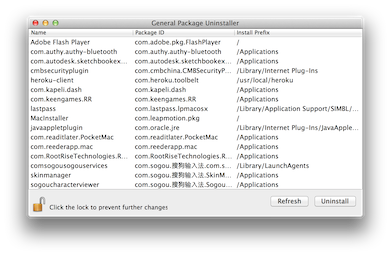 General Package Uninstaller
Name Package ID Install Prefix
Adobe Flash Player com.adobe.pkg.FlashPlayer /
com.authy.authy-bluetooth com.authy.authy-bluetooth /Applications
com.autodesk.sketchbookex… com.autodesk.sketchbookex… /Applications
cmbsecurityplugin com.cmbchina.CM8SecurityP… /Library/Internet Plug-Ins
heroku-client com.heroku.toolbelt /usr/local/heroku
com.kapeli.dash com.kapeli.dash /Applications
com.keengames.RR com.keengames.RR /Applications
lastpass com.lastpass.lpmacosx /Library/Application Support/SIMBL/…
MacInstaller com.leapmotion.pkg /
javaappletplugin com.oracle.jre /Library/Internet Plug-Ins/JavaApple…
com.readitlater.PocketMac com.readitlater.PocketMac /Applications
com.reederapp.mac com.reederapp.mac /Applications
com.RootRiseTechnologies.R… com.RootRiseTechnologies.R… /Applications
comsogousogouservices com.sogou.搜狗输入法.com.s… /Library/LaunchAgents
skinmanager com.sogou.搜狗输入法.SkinM… /Applications
sogoucharacterviewer com.sogou.搜狗输入法.Sogou… /Applications
Click the lock to prevent further changes
Refresh Uninstall